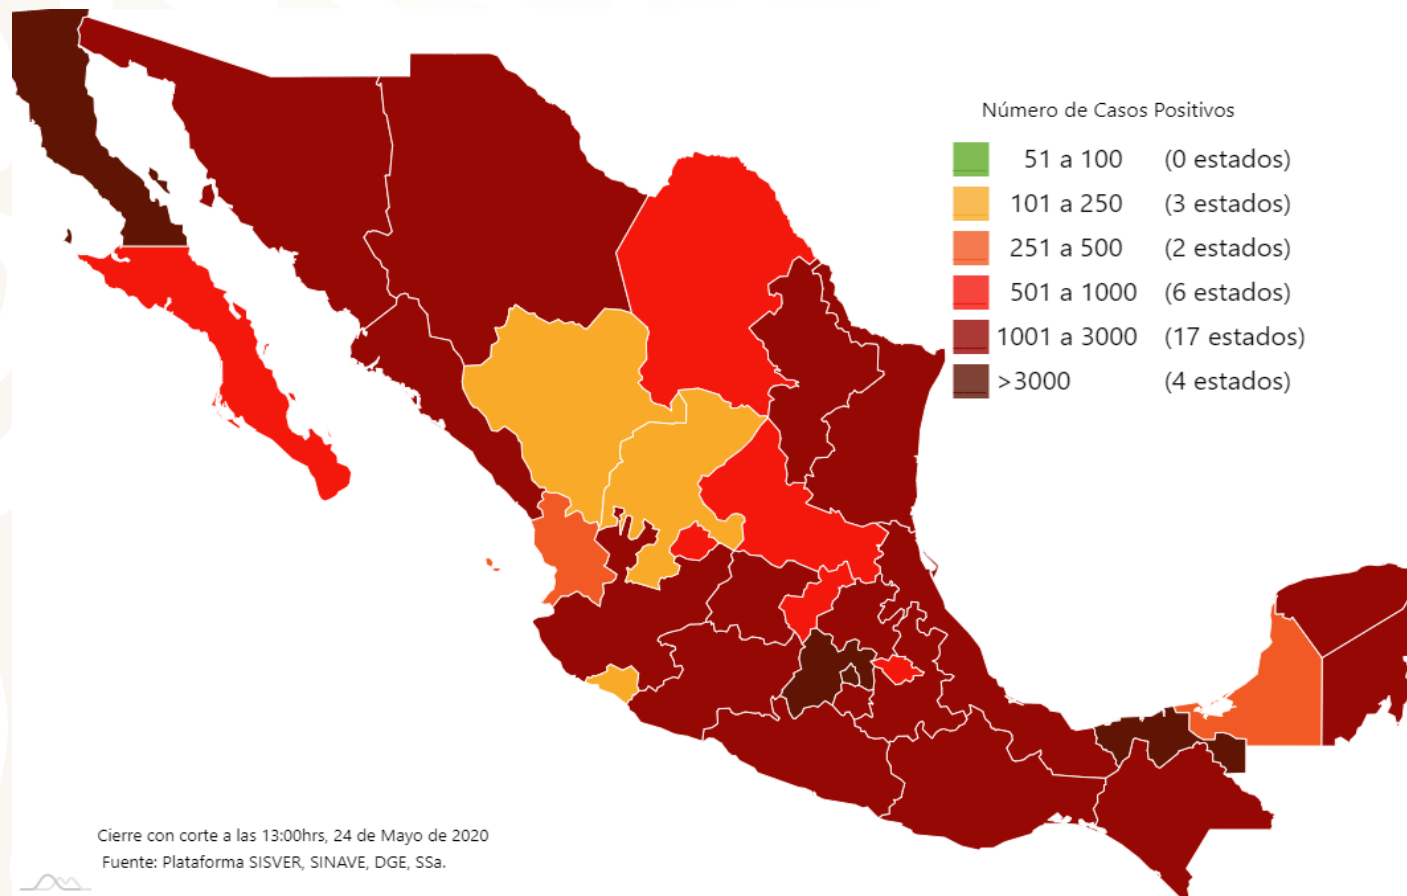 Número de Casos Positivos
51 a 100 (0 estados)
101 a 250 (3 estados)
251 a 500 (2 estados)
501 a 1000 (6 estados)
1001 a 3000 (17 estados)
>3000 (4 estados)
Cierre con corte a las 13:00hrs, 24 de Mayo de 2020
Fuente: Plataforma SISVER, SINAVE, DGE, SSa.